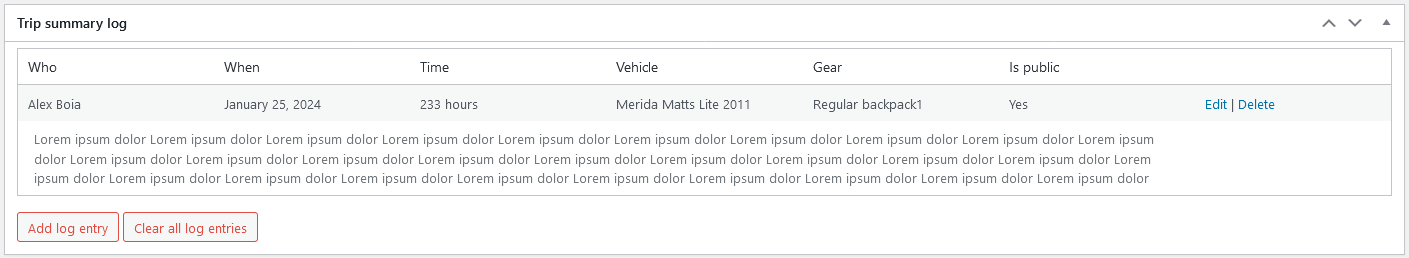 Trip summary log
Who When Time Vehicle Gear Is public
Alex Boia January 25, 2024 233 hours Merida Matts Lite 2011 Regular backpack1 Yes Edit | Delete
Lorem ipsum dolor Lorem ipsum dolor Lorem ipsum dolor Lorem ipsum dolor Lorem ipsum dolor Lorem ipsum dolor Lorem ipsum dolor Lorem ipsum dolor Lorem ipsum dolor Lorem ipsum
dolor Lorem ipsum dolor Lorem ipsum dolor Lorem ipsum dolor Lorem ipsum dolor Lorem ipsum dolor Lorem ipsum dolor Lorem ipsum dolor Lorem ipsum dolor Lorem ipsum dolor Lorem
ipsum dolor Lorem ipsum dolor Lorem ipsum dolor Lorem ipsum dolor Lorem ipsum dolor Lorem ipsum dolor Lorem ipsum dolor Lorem ipsum dolor Lorem ipsum dolor Lorem ipsum dolor
Add log entry Clear all log entries